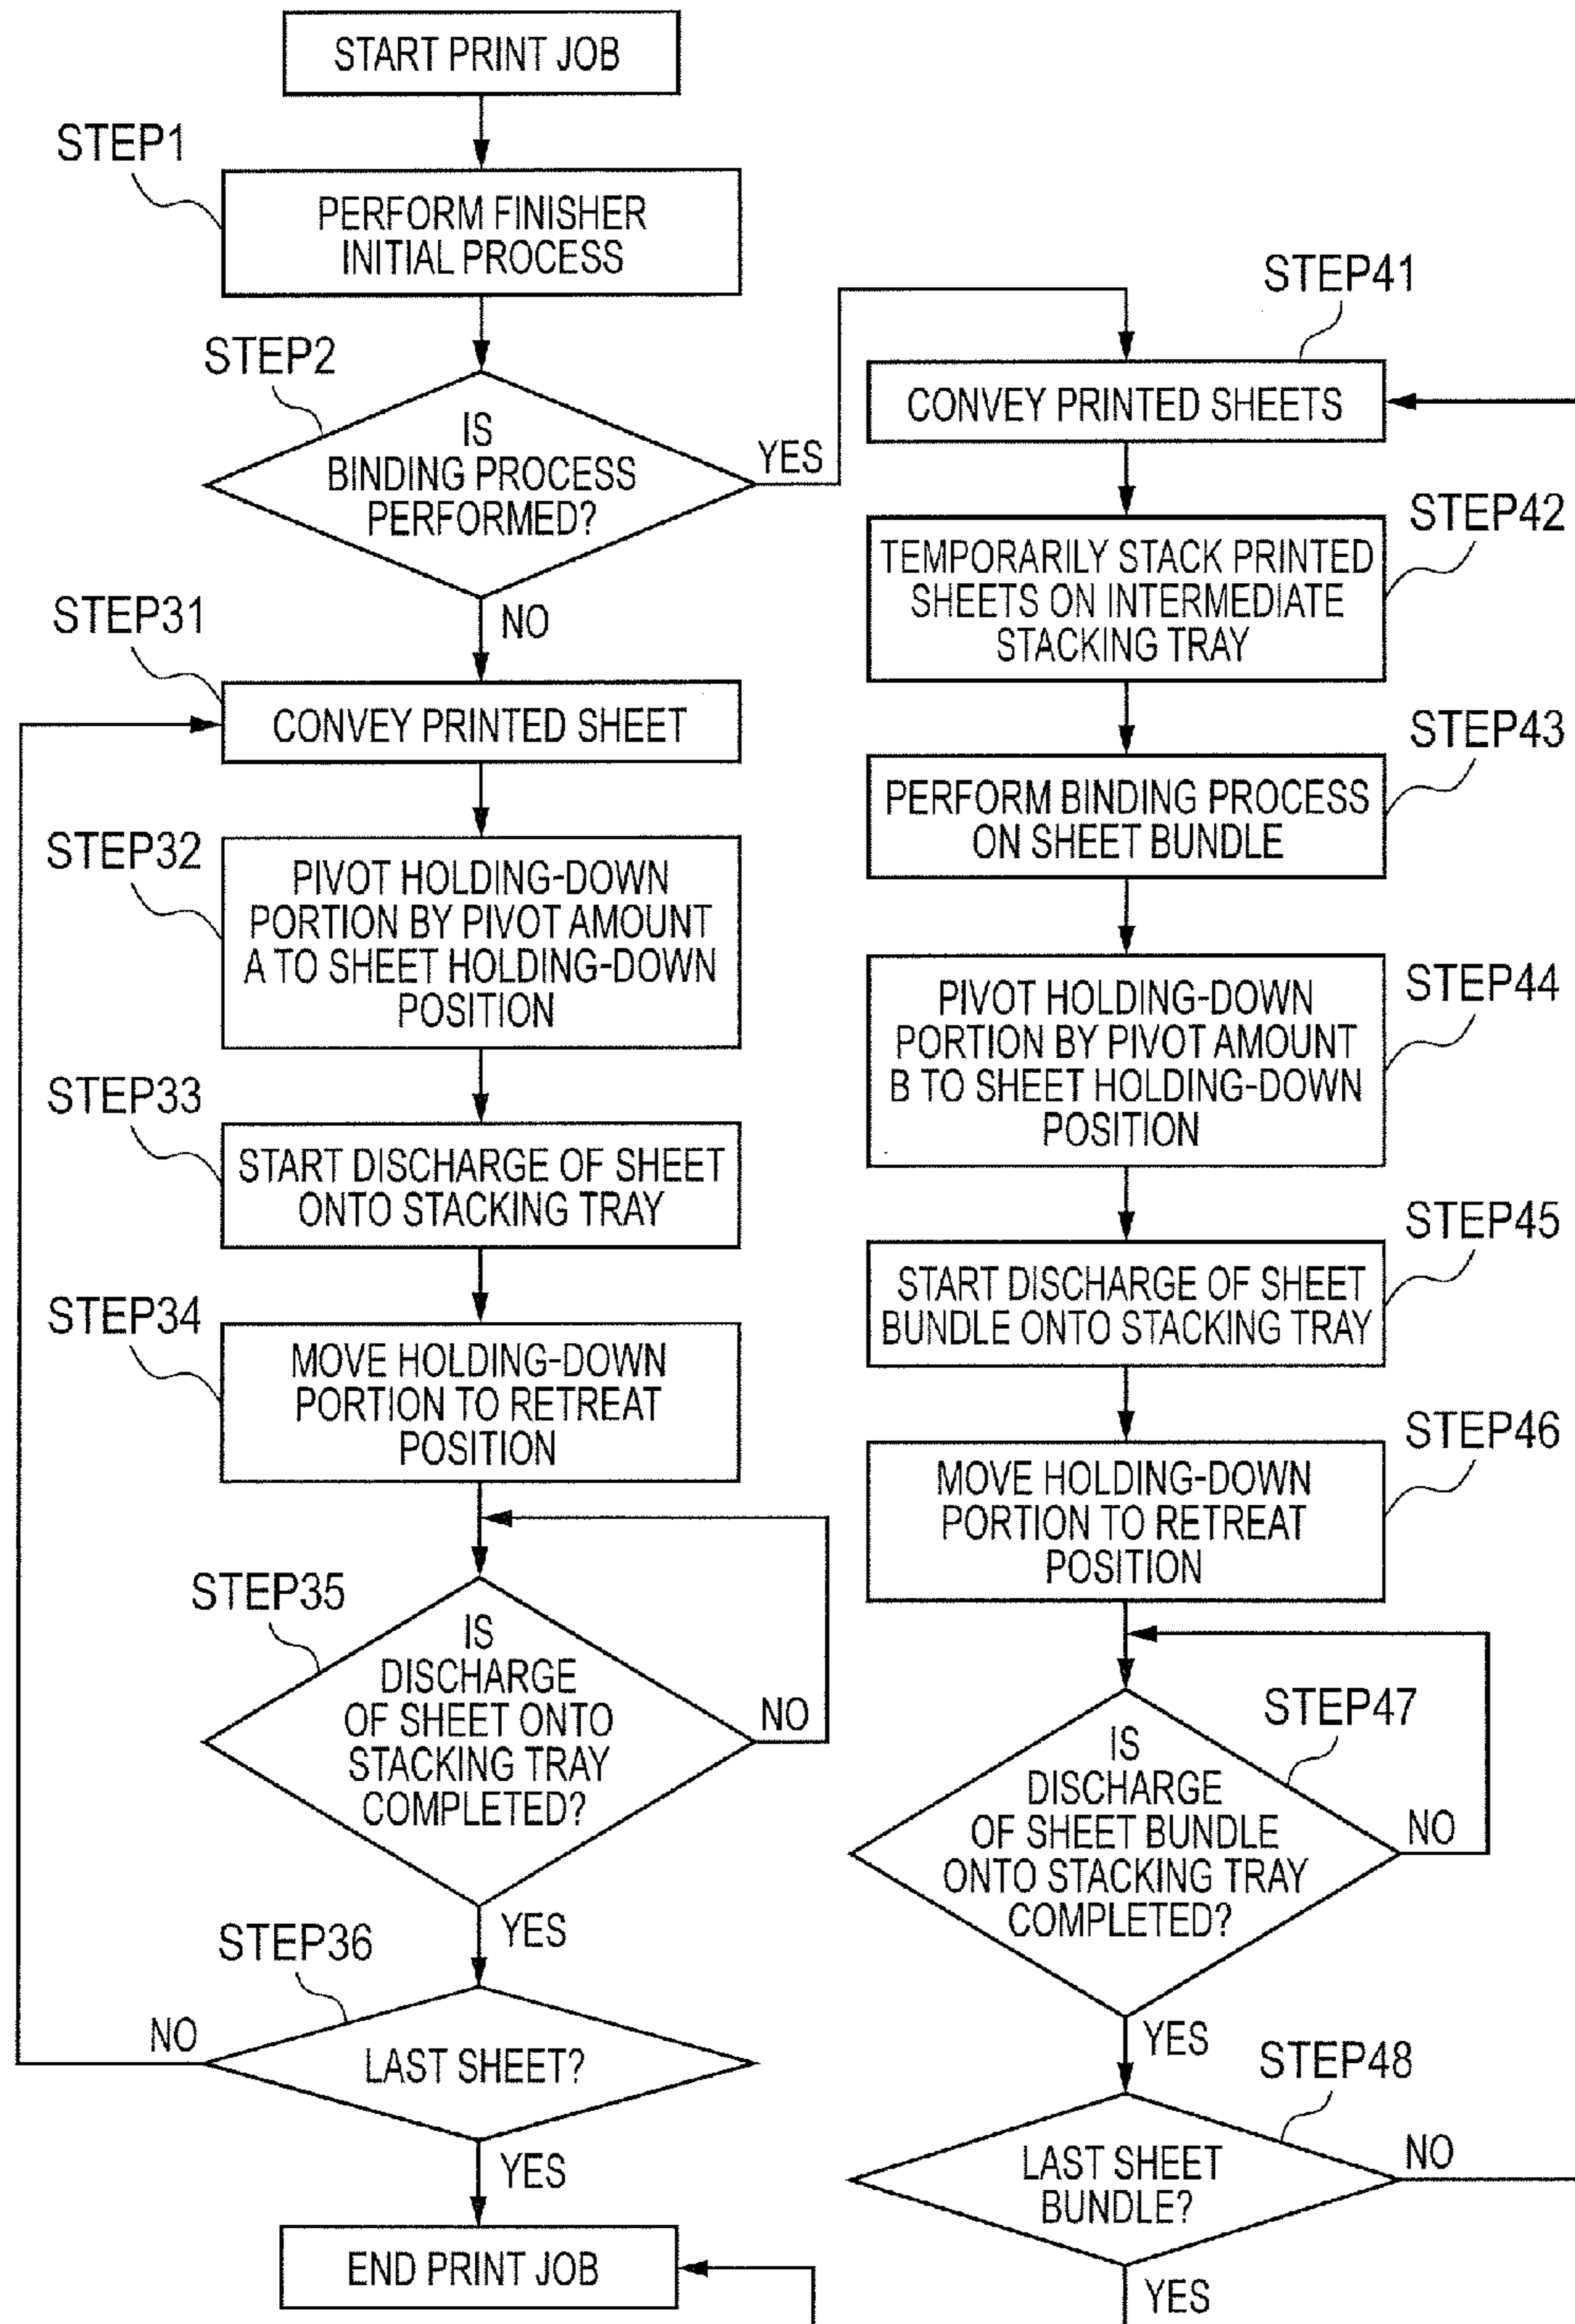 START PRINT JOB
STEP1
PERFORM FINISHER
INITIAL PROCESS
STEP2
IS
BINDING PROCESS
PERFORMED?
YES
NO
STEP31
CONVEY PRINTED SHEET
STEP32
PIVOT HOLDING-DOWN
PORTION BY PIVOT AMOUNT
A TO SHEET HOLDING-DOWN
POSITION
STEP33
START DISCHARGE OF SHEET
ONTO STACKING TRAY
STEP34
MOVE HOLDING-DOWN
PORTION TO RETREAT
POSITION
STEP35
IS
DISCHARGE
OF SHEET ONTO
STACKING TRAY
COMPLETED?
NO
YES
STEP36
LAST SHEET?
NO
YES
END PRINT JOB
STEP41
CONVEY PRINTED SHEETS
STEP42
TEMPORARILY STACK PRINTED
SHEETS ON INTERMEDIATE
STACKING TRAY
STEP43
PERFORM BINDING PROCESS
ON SHEET BUNDLE
STEP44
PIVOT HOLDING-DOWN
PORTION BY PIVOT AMOUNT
B TO SHEET HOLDING-DOWN
POSITION
STEP45
START DISCHARGE OF SHEET
BUNDLE ONTO STACKING TRAY
STEP46
MOVE HOLDING-DOWN
PORTION TO RETREAT
POSITION
STEP47
IS
DISCHARGE
OF SHEET BUNDLE
ONTO STACKING TRAY
COMPLETED?
NO
YES
STEP48
LAST SHEET
BUNDLE?
NO
YES